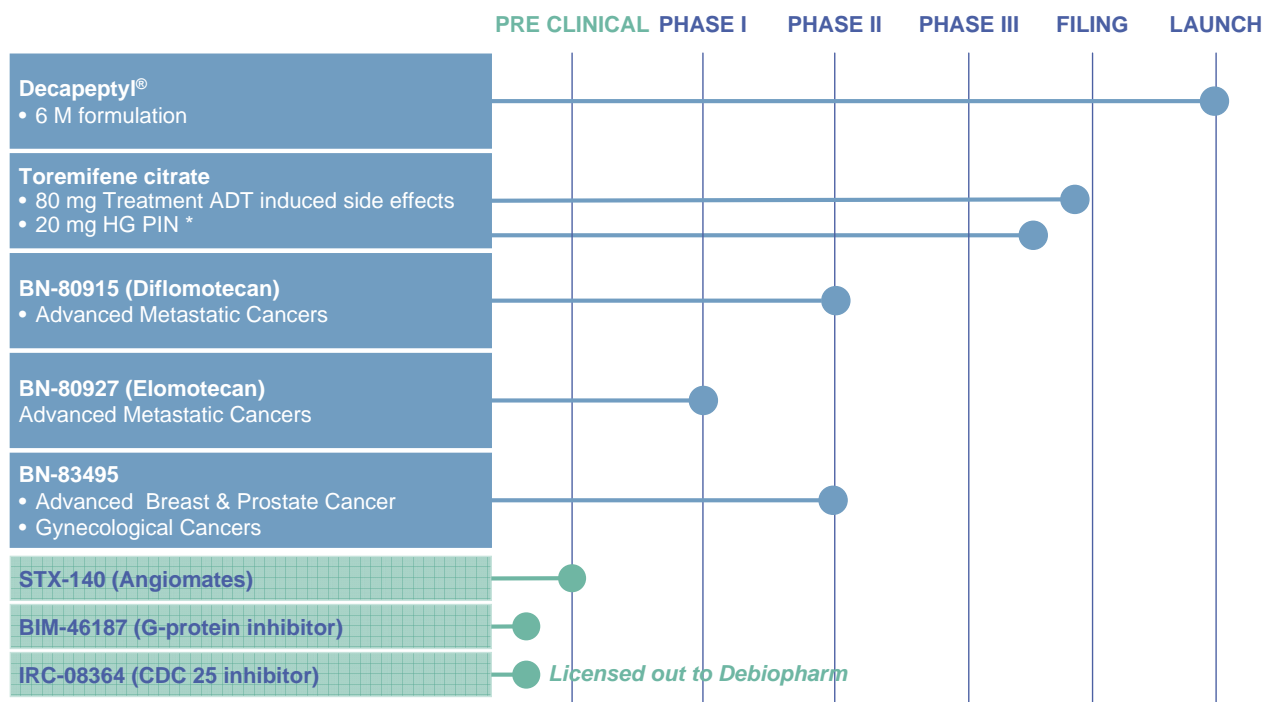 PRE CLINICAL PHASE I PHASE II PHASE III FILING LAUNCH
Decapeptyl®
• 6 M formulation
Toremifene citrate
• 80 mg Treatment ADT induced side effects
• 20 mg HG PIN *
BN-80915 (Diflomotecan)
• Advanced Metastatic Cancers
BN-80927 (Elomotecan)
Advanced Metastatic Cancers
BN-83495
• Advanced Breast & Prostate Cancer
• Gynecological Cancers
STX-140 (Angiomates)
BIM-46187 (G-protein inhibitor)
IRC-08364 (CDC 25 inhibitor) Licensed out to Debiopharm